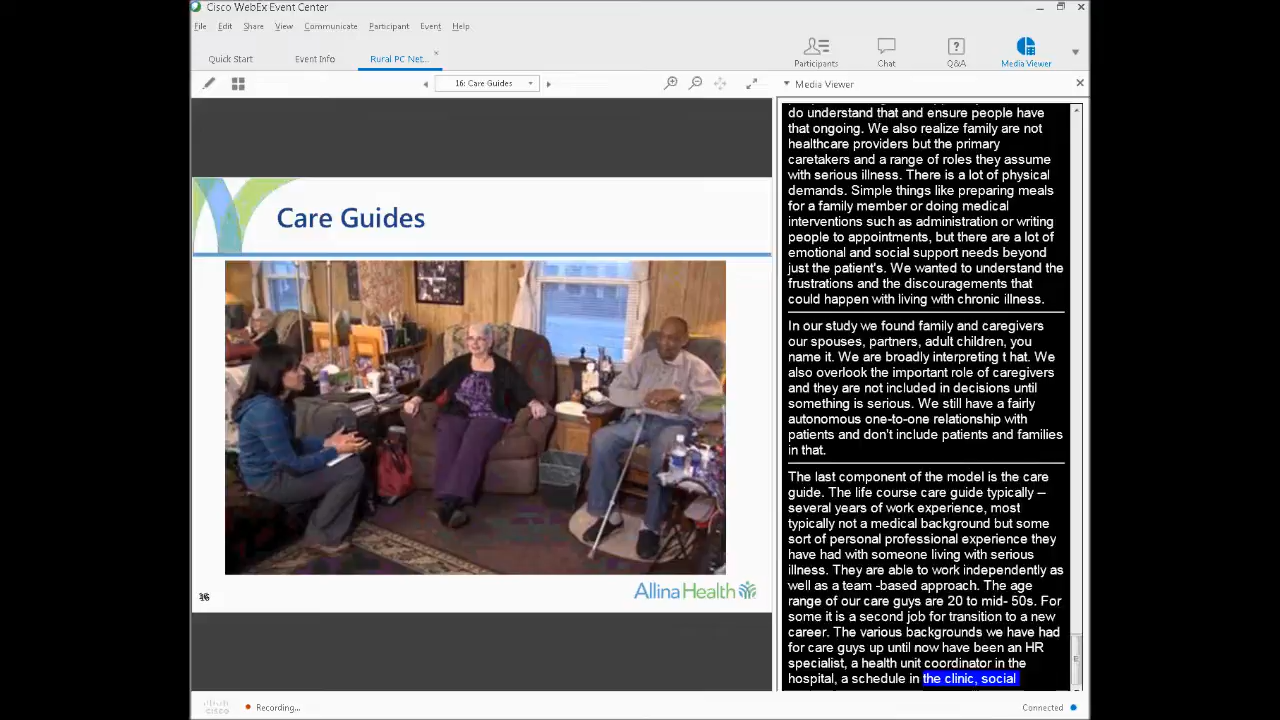 Cisco WebEx Event Center
File Edit Share View Communicate Participant Event Help
Quick Start Event Info Rural PC Net...
Participants Chat Q&A Media Viewer
16: Care Guides
Media Viewer
Care Guides
AllinaHealth
16
do understand that and ensure people have
that ongoing. We also realize family are not
healthcare providers but the primary
caretakers and a range of roles they assume
with serious illness. There is a lot of physical
demands. Simple things like preparing meals
for a family member or doing medical
interventions such as administration or writing
people to appointments, but there are a lot of
emotional and social support needs beyond
just the patient's. We wanted to understand the
frustrations and the discouragements that
could happen with living with chronic illness.
In our study we found family and caregivers
our spouses, partners, adult children, you
name it. We are broadly interpreting t hat. We
also overlook the important role of caregivers
and they are not included in decisions until
something is serious. We still have a fairly
autonomous one-to-one relationship with
patients and don't include patients and families
in that.
The last component of the model is the care
guide. The life course care guide typically –
several years of work experience, most
typically not a medical background but some
sort of personal professional experience they
have had with someone living with serious
illness. They are able to work independently as
well as a team -based approach. The age
range of our care guys are 20 to mid- 50s. For
some it is a second job for transition to a new
career. The various backgrounds we have had
for care guys up until now have been an HR
specialist, a health unit coordinator in the
hospital, a schedule in the clinic, social
cisco
Recording...
Connected